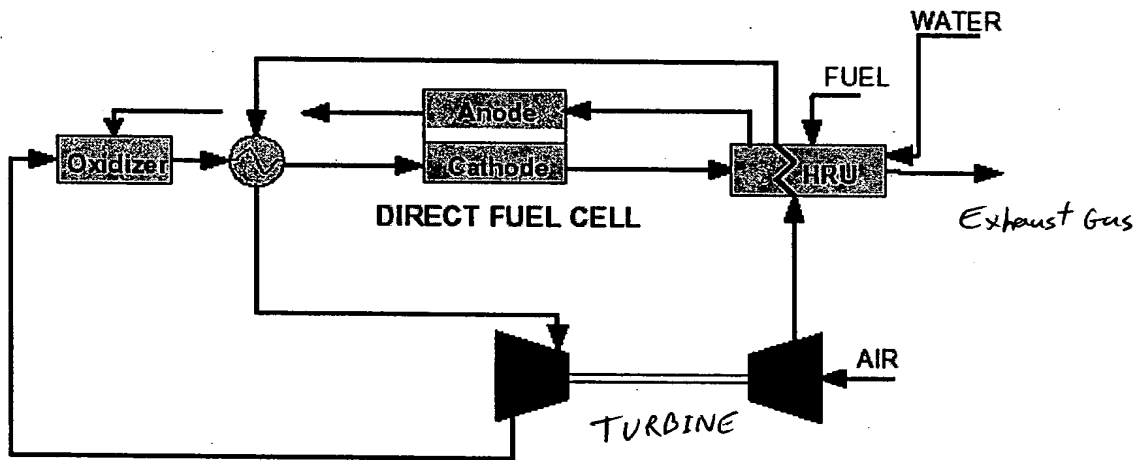 WATER
FUEL
Anode
Oxidizer
Cathode
HRU
DIRECT FUEL CELL
Exhaust Gas
AIR
TURBINE